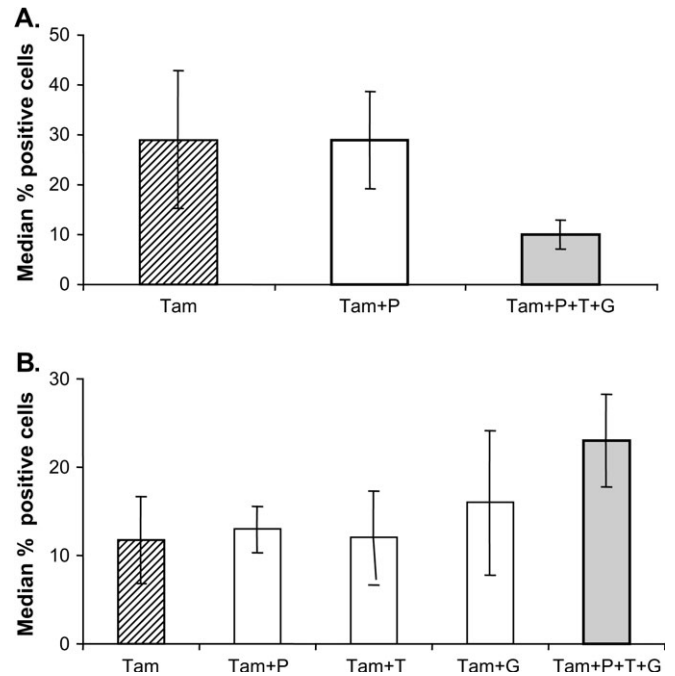 A.
Median % positive cells
50
40
30
20
10
0
Tam Tam+P Tam+P+T+G
B.
Median % positive cells
30
20
10
0
Tam Tam+P Tam+T Tam+G Tam+P+T+G